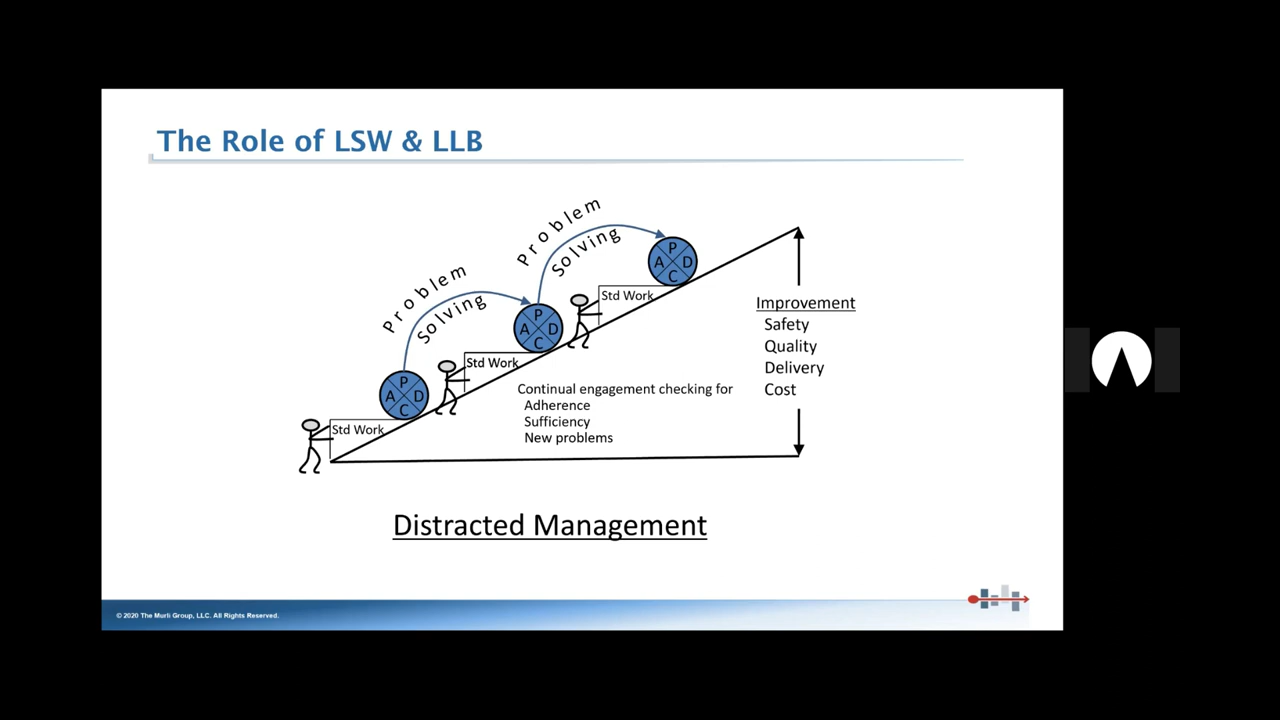 The Role of LSW & LLB
Problem
Solving
Problem
Solving
P
A D
C
Std Work
P
A D
C
Std Work
P
A D
C
Std Work
Improvement
Safety
Quality
Delivery
Cost
Continual engagement checking for
Adherence
Sufficiency
New problems
Distracted Management
© 2020 The Murli Group, LLC. All Rights Reserved.